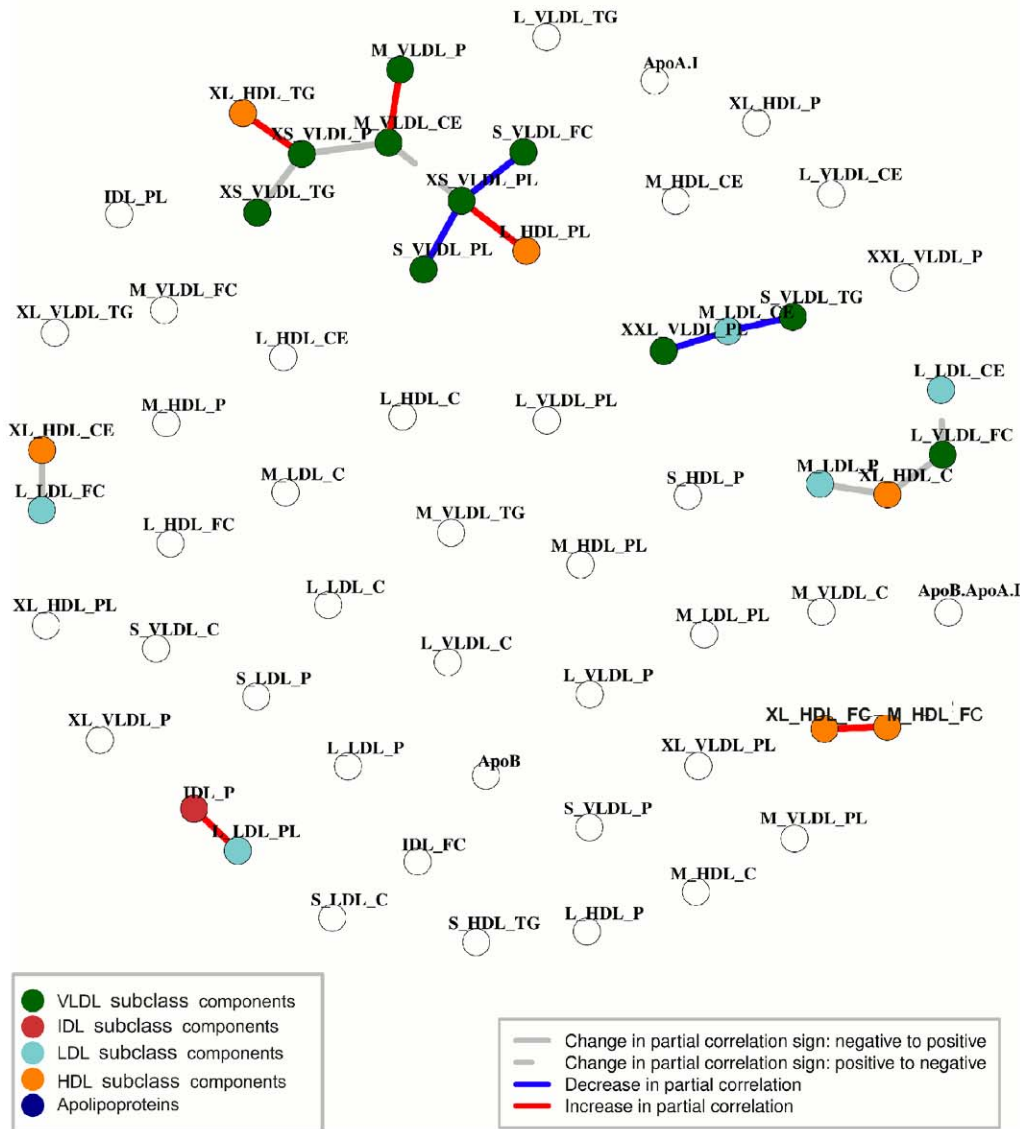 L_VLDL_TG
M_VLDL_P
ApoA.I
XL_HDL_TG
XL_HDL_P
M_VLDL_CE
XS_VLDL_P
S_VLDL_FC
XS_VLDL_PL
M_HDL_CE
L_VLDL_CE
XS_VLDL_TG
IDL_PL
L_HDL_PL
S_VLDL_PL
XXL_VLDL_P
M_VLDL_FC
S_VLDL_TG
XL_VLDL_TG
M_LDL_CE
XXL_VLDL_PL
L_HDL_CE
L_LDL_CE
M_HDL_P
L_HDL_C
L_VLDL_PL
XL_HDL_CE
L_VLDL_FC
M_LDL_P
XL_HDL_C
L_LDL_FC
M_LDL_C
S_HDL_P
L_HDL_FC
M_VLDL_TG
M_HDL_PL
XL_HDL_PL
L_LDL_C
M_VLDL_C
ApoB.ApoA.I
S_VLDL_C
M_LDL_PL
L_VLDL_C
S_LDL_P
L_VLDL_P
XL_HDL_FC
M_HDL_FC
XL_VLDL_P
L_LDL_P
ApoB
XL_VLDL_PL
IDL_P
L_LDL_PL
S_VLDL_P
M_VLDL_PL
IDL_FC
M_HDL_C
S_LDL_C
S_HDL_TG
L_HDL_P
VLDL subclass components
IDL subclass components
LDL subclass components
HDL subclass components
Apolipoproteins
Change in partial correlation sign: negative to positive
Change in partial correlation sign: positive to negative
Decrease in partial correlation
Increase in partial correlation